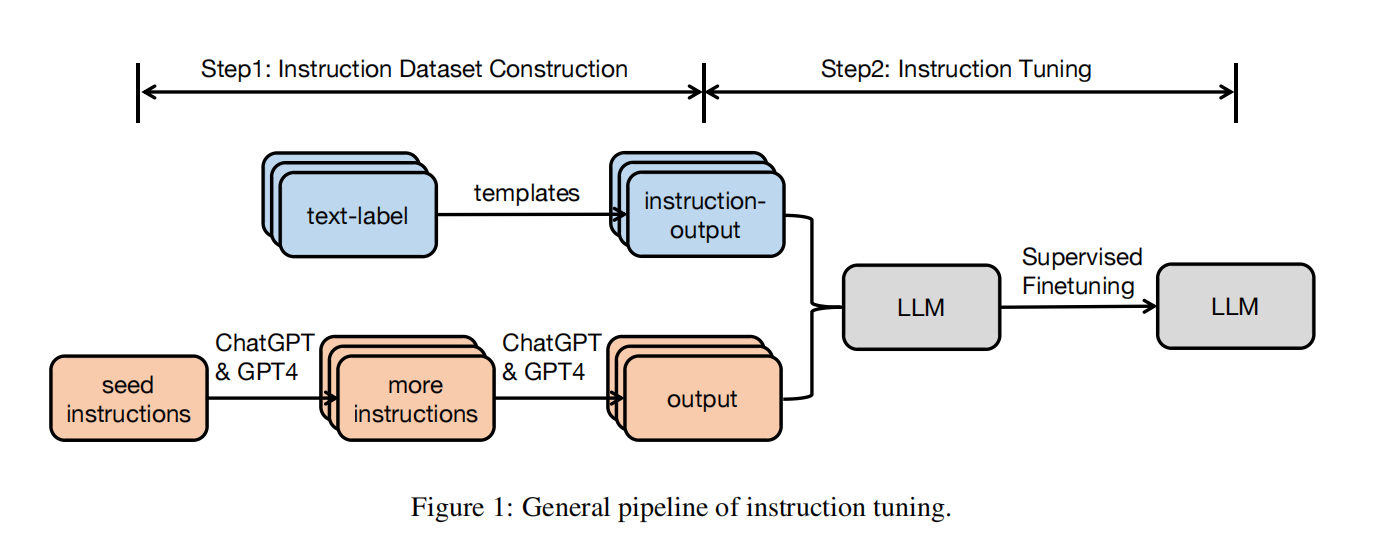 Step1: Instruction Dataset Construction
Step2: Instruction Tuning
text-label
templates
instruction-
output
LLM
Supervised
Finetuning
LLM
seed
instructions
ChatGPT
& GPT4
more
instructions
ChatGPT
& GPT4
output
Figure 1: General pipeline of instruction tuning.